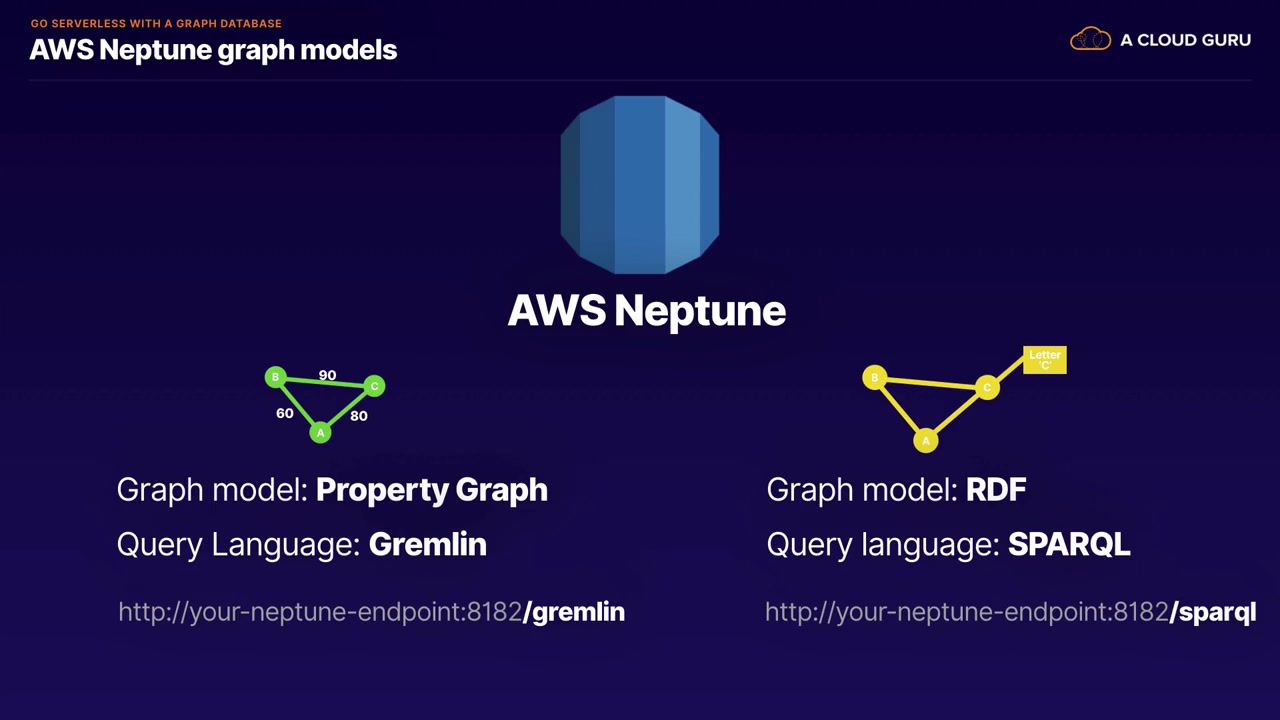 GO SERVERLESS WITH A GRAPH DATABASE
AWS Neptune graph models
A CLOUD GURU
AWS Neptune
B
90
C
60
80
A
Graph model: Property Graph
Query Language: Gremlin
http://your-neptune-endpoint:8182/gremlin
Letter
'C'
B
C
A
Graph model: RDF
Query language: SPARQL
http://your-neptune-endpoint:8182/sparql